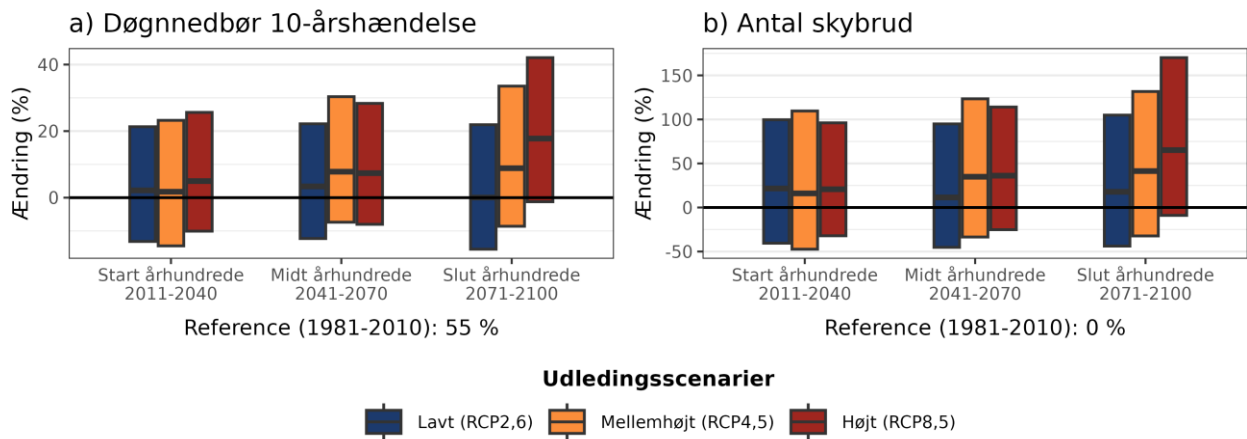 a) Døgnnedbør 10-årshændelse
Ændring (%)
40
20
0
Start århundrede
2011-2040
Midt århundrede
2041-2070
Slut århundrede
2071-2100
Reference (1981-2010): 55 %
b) Antal skybrud
Ændring (%)
150
100
50
0
-50
Start århundrede
2011-2040
Midt århundrede
2041-2070
Slut århundrede
2071-2100
Reference (1981-2010): 0 %
Udledingsscenarier
Lavt (RCP2,6)
Mellemhøjt (RCP4,5)
Højt (RCP8,5)